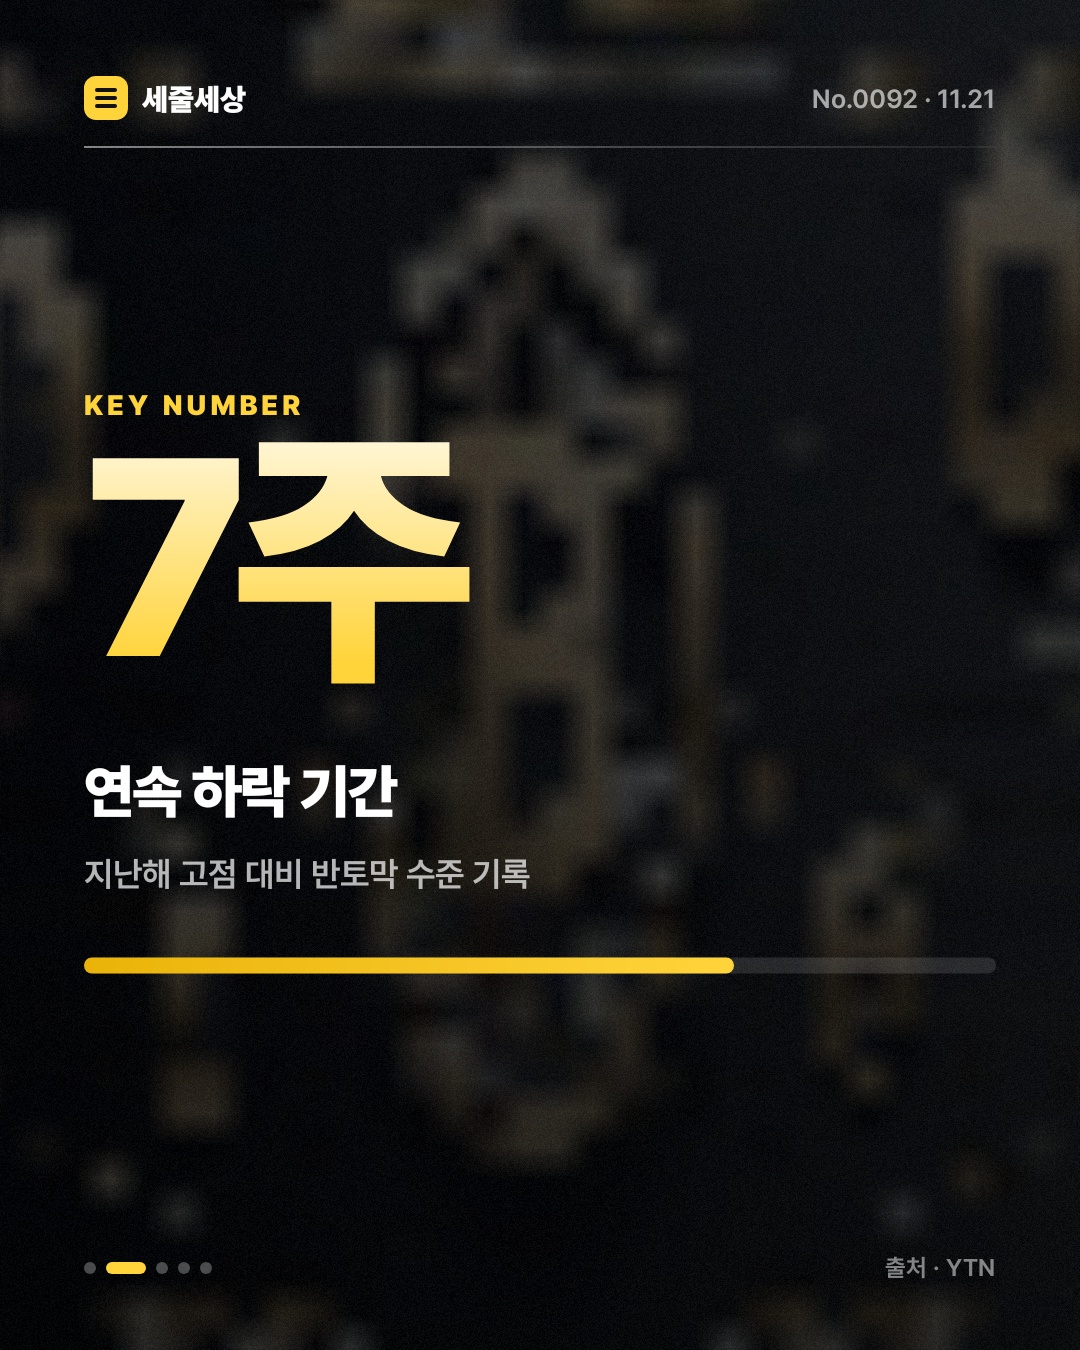 세줄세상
No.0092 · 11.21
KEY NUMBER
7주
연속 하락 기간
지난해 고점 대비 반토막 수준 기록
출처 · YTN